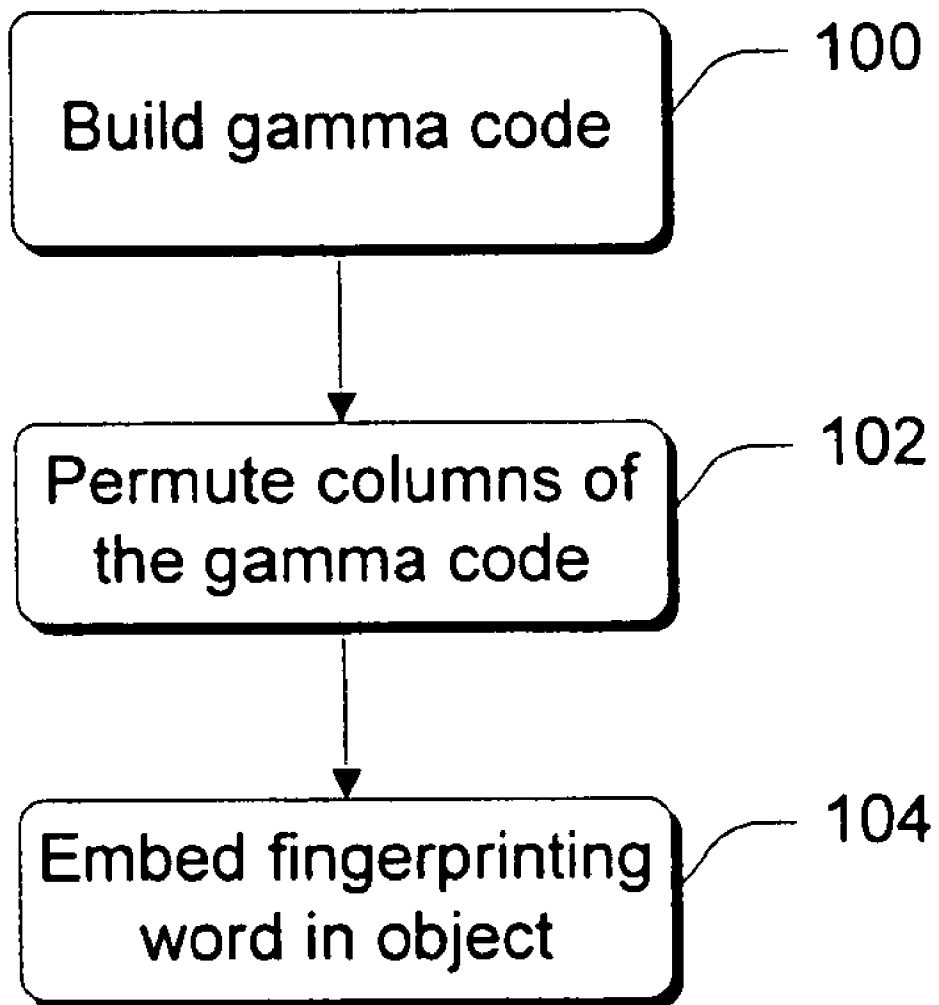 Build gamma code
100
Permute columns of
the gamma code
102
Embed fingerprinting
word in object
104